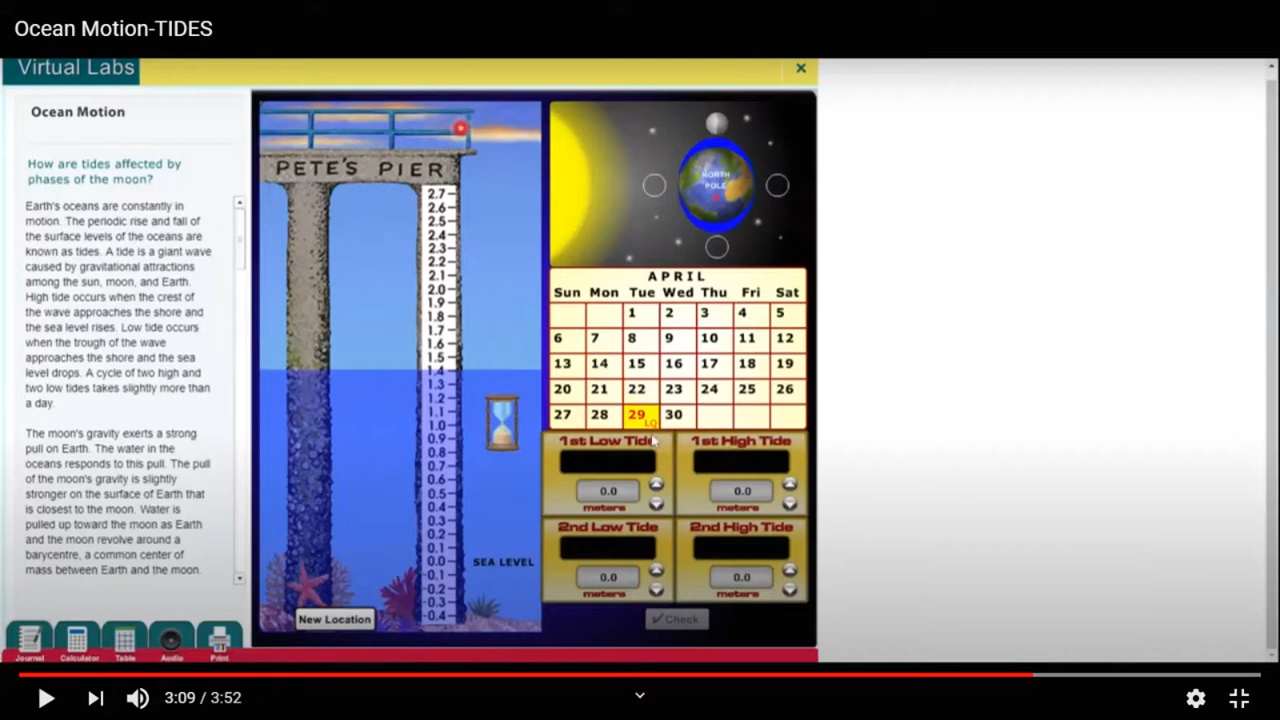 Ocean Motion-TIDES
Virtual Labs
×
Ocean Motion
How are tides affected by
phases of the moon?
Earth's oceans are constantly in
motion. The periodic rise and fall of
the surface levels of the oceans are
known as tides. A tide is a giant wave
caused by gravitational attractions
among the sun, moon, and Earth.
High tide occurs when the crest of
the wave approaches the shore and
the sea level rises. Low tide occurs
when the trough of the wave
approaches the shore and the sea
level drops. A cycle of two high and
two low tides takes slightly more than
a day.
The moon's gravity exerts a strong
pull on Earth. The water in the
oceans responds to this pull. The pull
of the moon's gravity is slightly
stronger on the surface of Earth that
is closest to the moon. Water is
pulled up toward the moon as Earth
and the moon revolve around a
barycentre, a common center of
mass between Earth and the moon.
Journal Calculator Table Audio Print
PETE'S PIER
2.7
2.6
2.5
2.4
2.3
2.2
2.1
2.0
1.9
1.8
1.7
1.6
1.5
1.4
1.3
1.2
1.1
1.0
0.9
0.8
0.7
0.6
0.5
0.4
0.3
0.2
0.1
0.0 SEA LEVEL
-0.1
-0.2
-0.3
-0.4
New Location
NORTH
POLE
APRIL
Sun Mon Tue Wed Thu Fri Sat
1 2 3 4 5
6 7 8 9 10 11 12
13 14 15 16 17 18 19
20 21 22 23 24 25 26
27 28 29 LQ 30
1st Low Tide 1st High Tide
0.0 0.0
meters meters
2nd Low Tide 2nd High Tide
0.0 0.0
meters meters
✓Check
3:09 / 3:52